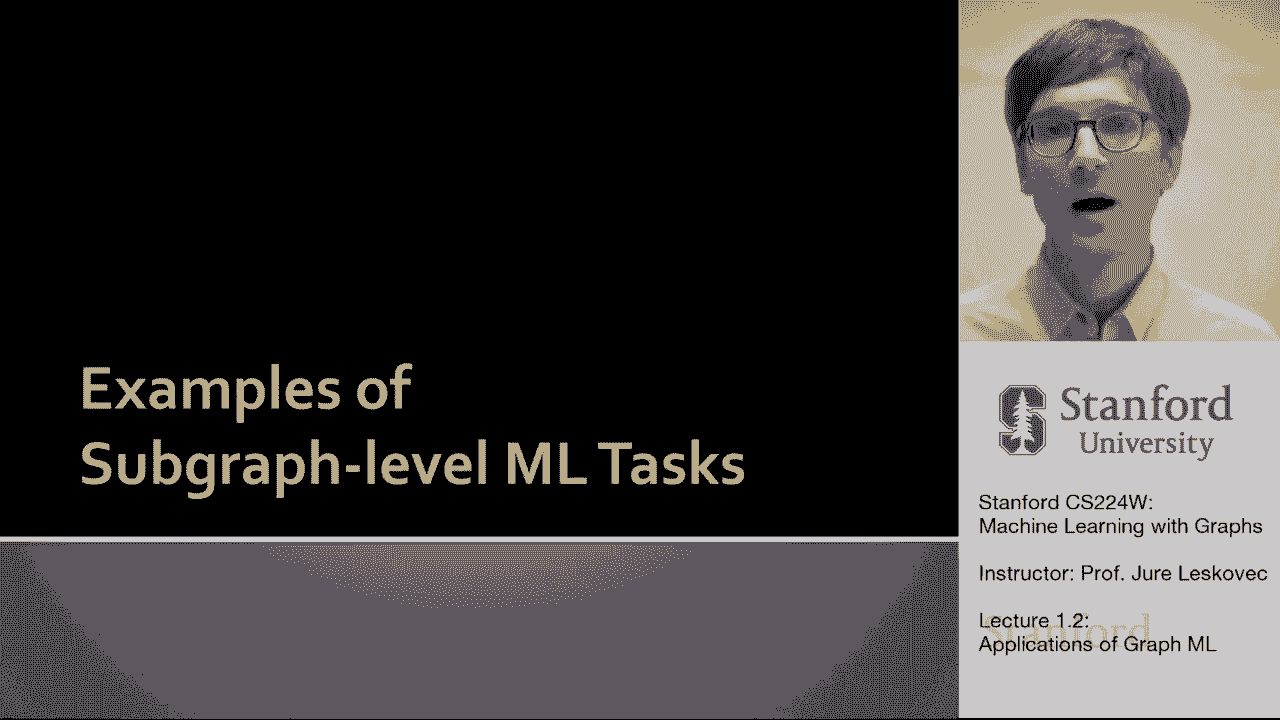 Examples of
Subgraph-level ML Tasks
Stanford
University
Stanford CS224W:
Machine Learning with Graphs
Instructor: Prof. Jure Leskovec
Lecture 1.2:
Stanford
Applications of Graph ML